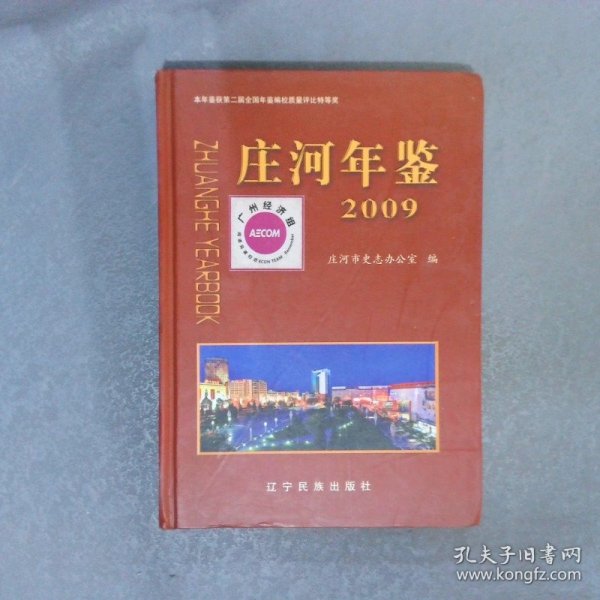 本年鉴获第二届全国年鉴编校质量评比特等奖
庄河年鉴
2009
ZHUANGHE YEARBOOK
广州经济组
AECOM
ECON TEAM
庄河市史志办公室 编
辽宁民族出版社
孔夫子旧书网
www.kongfz.com